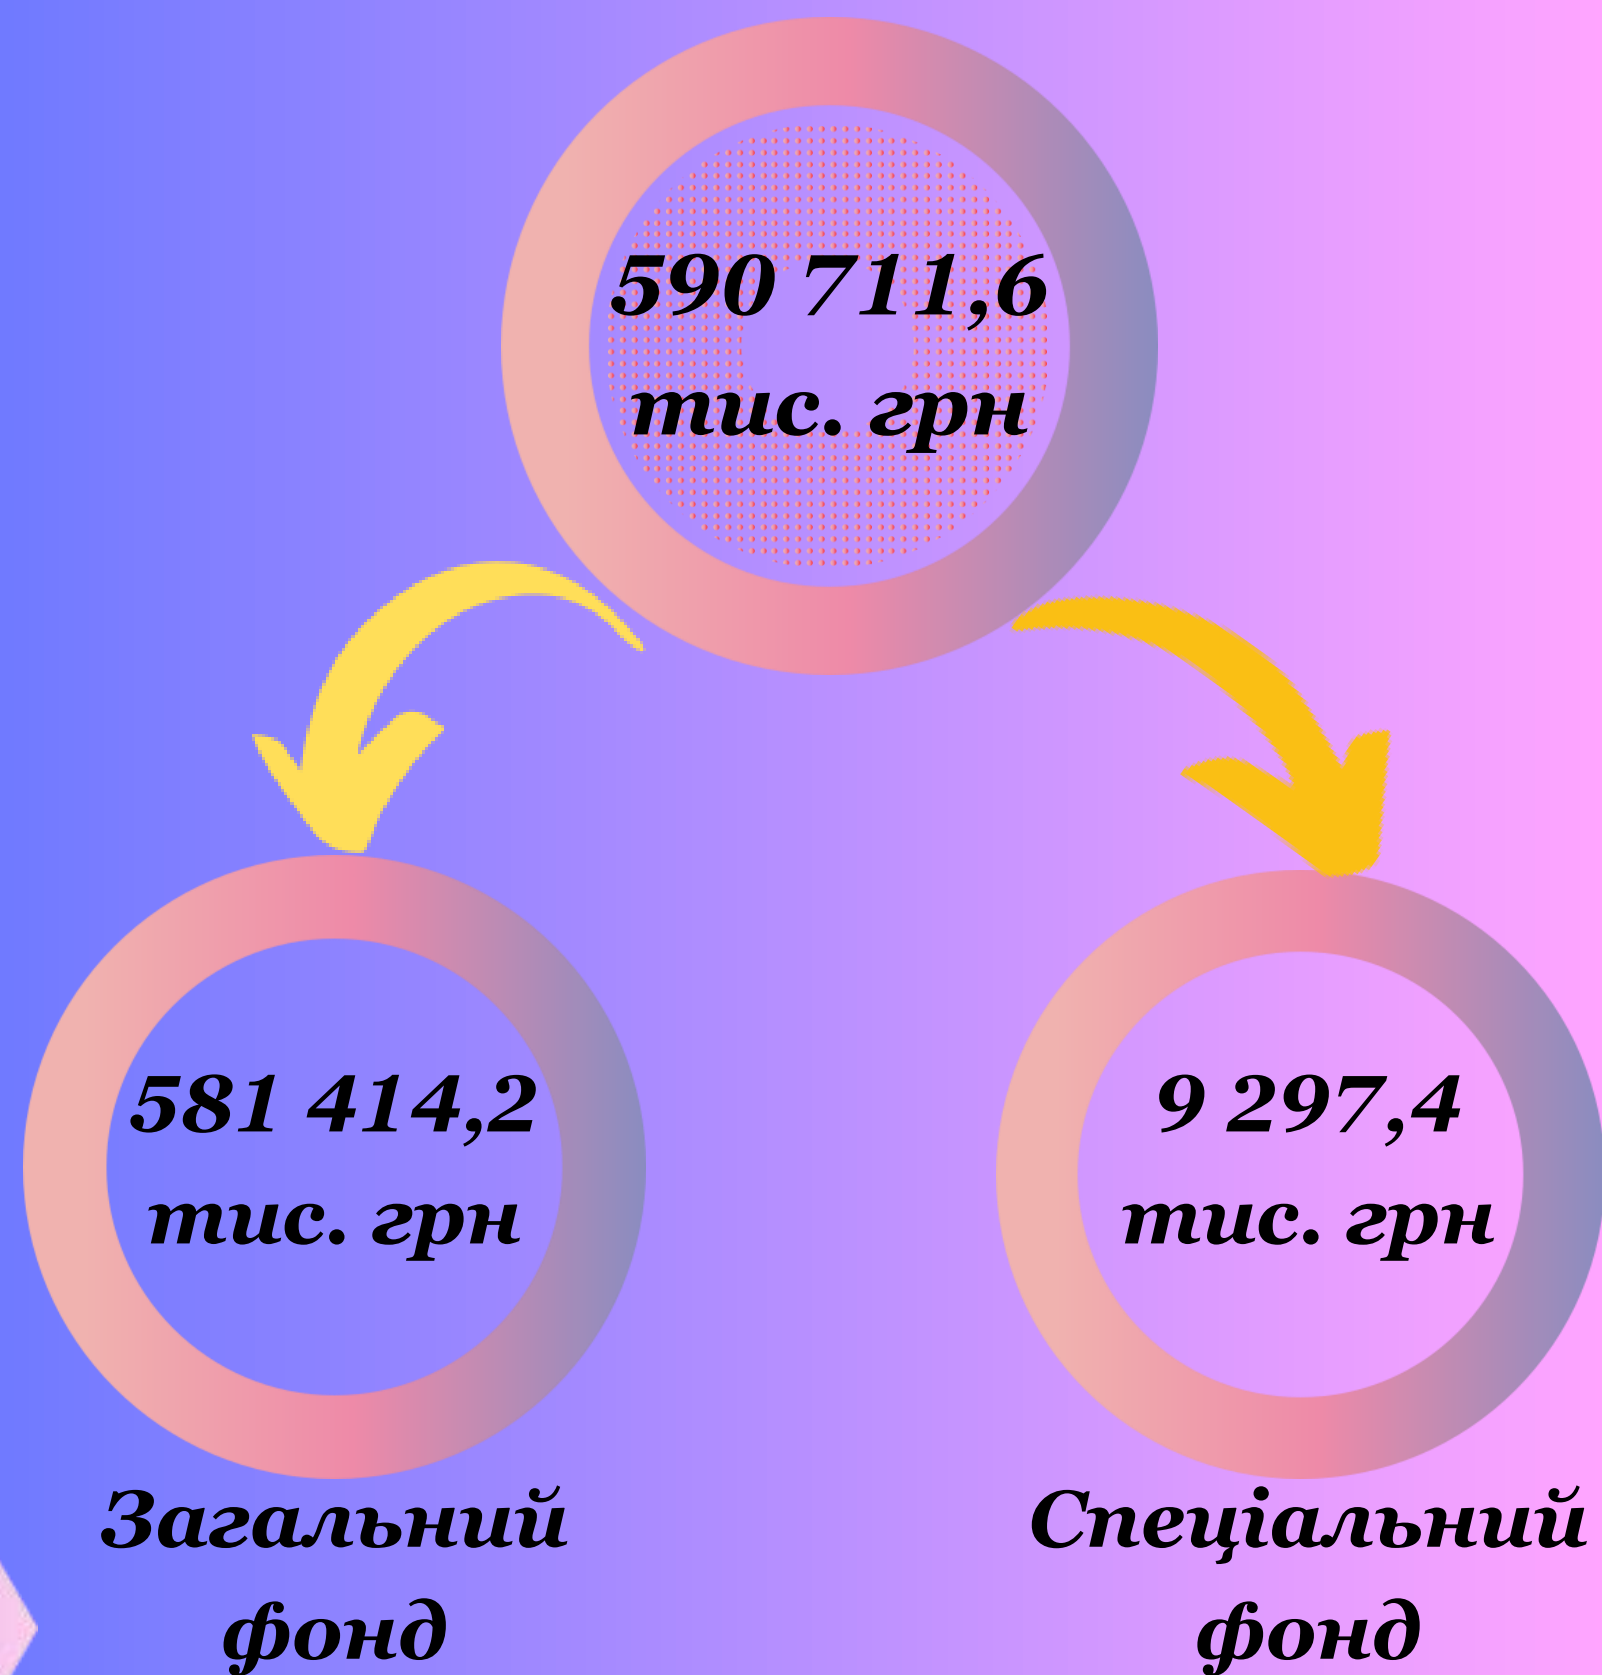 590 711,6
тис. грн
581 414,2
тис. грн
9 297,4
тис. грн
Загальний
фонд
Спеціальний
фонд